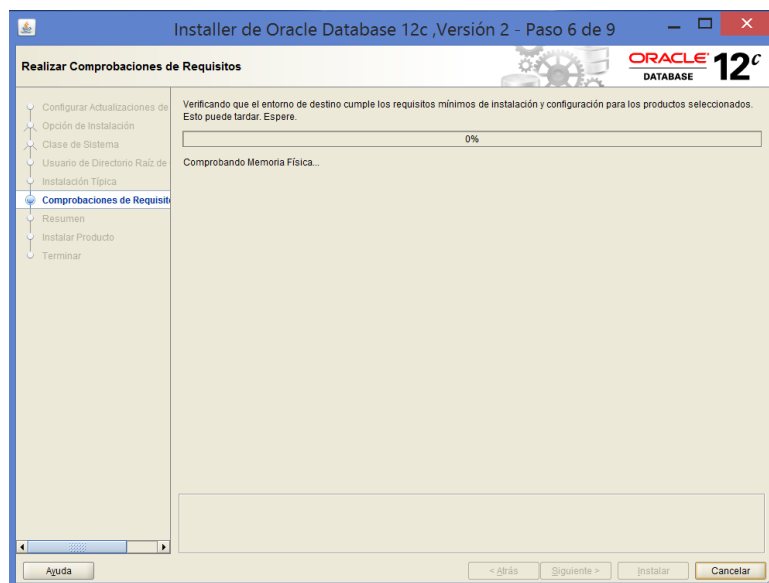 Installer de Oracle Database 12c ,Versión 2 - Paso 6 de 9
Realizar Comprobaciones de Requisitos
ORACLE
DATABASE
12c
Configurar Actualizaciones de
Opción de Instalación
Clase de Sistema
Usuario de Directorio Raíz de
Instalación Típica
Comprobaciones de Requisit
Resumen
Instalar Producto
Terminar
Verificando que el entorno de destino cumple los requisitos mínimos de instalación y configuración para los productos seleccionados.
Esto puede tardar. Espere.
0%
Comprobando Memoria Física...
Ayuda
< Atrás
Siguiente >
Instalar
Cancelar